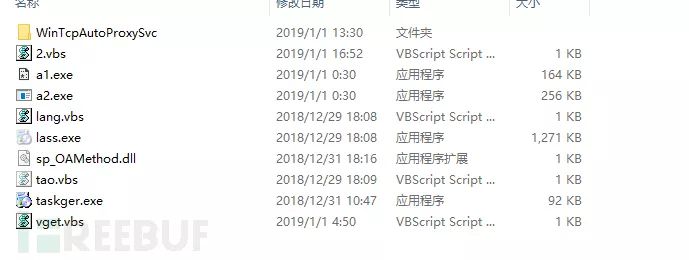 名称 修改日期 类型 大小
WinTcpAutoProxySvc 2019/1/1 13:30 文件夹
2.vbs 2019/1/1 16:52 VBScript Script ... 1 KB
a1.exe 2019/1/1 0:30 应用程序 164 KB
a2.exe 2019/1/1 0:30 应用程序 256 KB
lang.vbs 2018/12/29 18:08 VBScript Script ... 1 KB
lass.exe 2018/12/29 18:08 应用程序 1,271 KB
sp_OAMethod.dll 2018/12/31 18:16 应用程序扩展 1 KB
tao.vbs 2018/12/29 18:09 VBScript Script ... 1 KB
taskger.exe 2018/12/31 10:47 应用程序 92 KB
vget.vbs 2019/1/1 4:50 VBScript Script ... 1 KB
FREEBUF